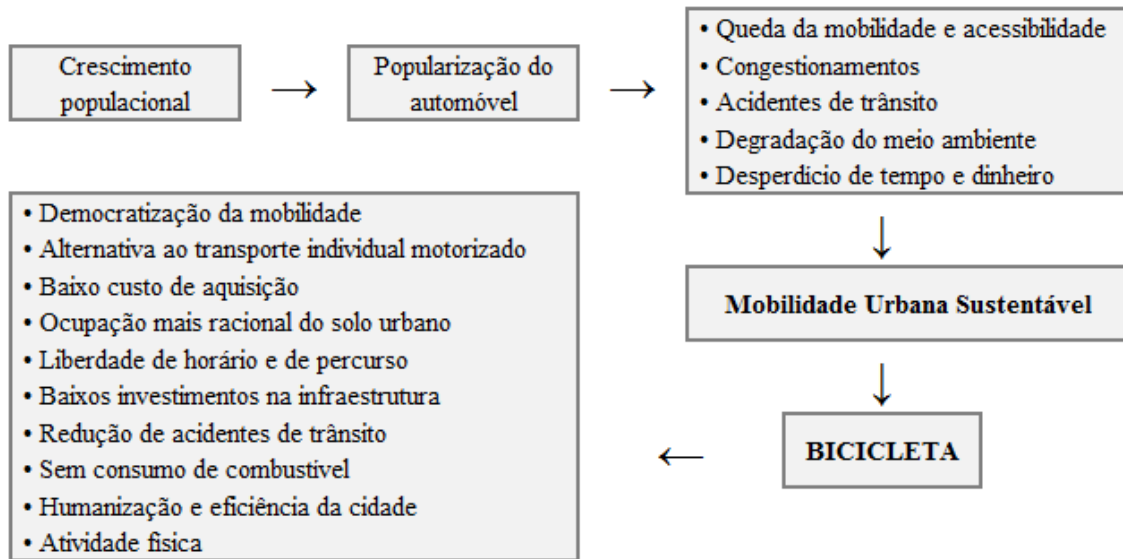 Crescimento
populacional
→
Popularização do
automóvel
→
• Queda da mobilidade e acessibilidade
• Congestionamentos
• Acidentes de trânsito
• Degradação do meio ambiente
• Desperdício de tempo e dinheiro
↓
Mobilidade Urbana Sustentável
↓
BICICLETA
←
• Democratização da mobilidade
• Alternativa ao transporte individual motorizado
• Baixo custo de aquisição
• Ocupação mais racional do solo urbano
• Liberdade de horário e de percurso
• Baixos investimentos na infraestrutura
• Redução de acidentes de trânsito
• Sem consumo de combustível
• Humanização e eficiência da cidade
• Atividade física